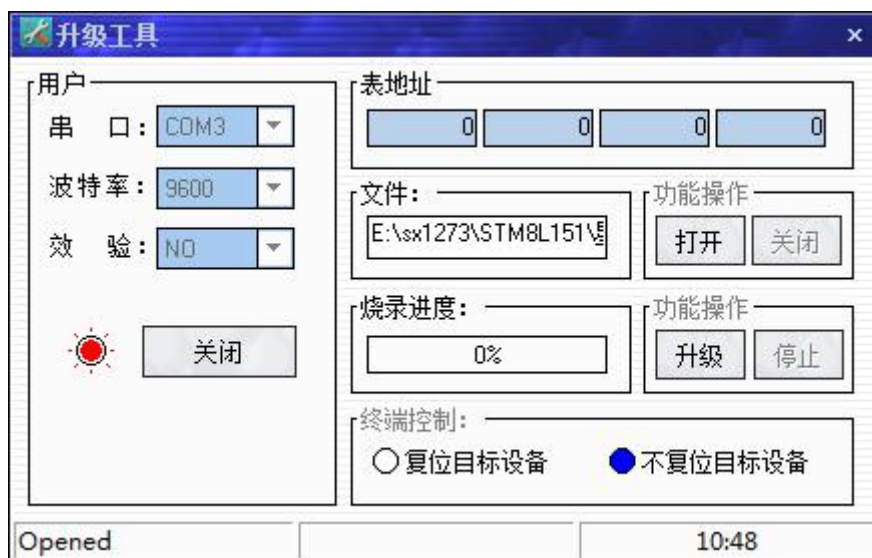 升级工具
用户
串 口：
COM3
波特率：
9600
效 验：
NO
关闭
表地址
0 0 0 0
文件：
E:\sx1273\STM8L151\
功能操作
打开 关闭
烧录进度：
0%
功能操作
升级 停止
终端控制：
复位目标设备 不复位目标设备
Opened
10:48